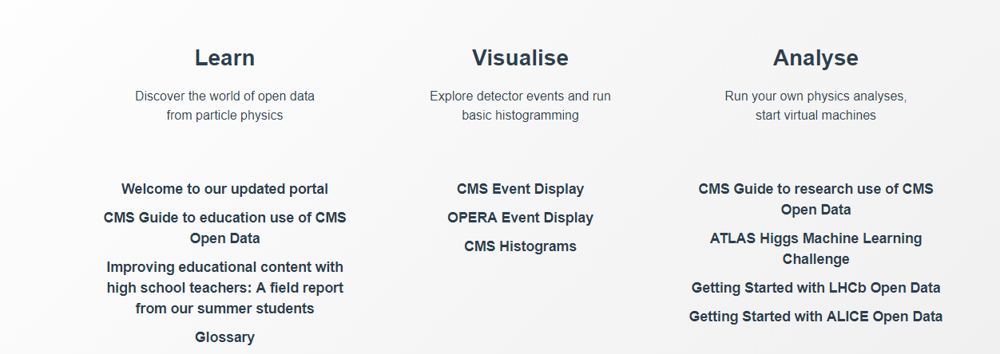 Learn
Discover the world of open data
from particle physics
Welcome to our updated portal
CMS Guide to education use of CMS
Open Data
Improving educational content with
high school teachers: A field report
from our summer students
Glossary
Visualise
Explore detector events and run
basic histogramming
CMS Event Display
OPERA Event Display
CMS Histograms
Analyse
Run your own physics analyses,
start virtual machines
CMS Guide to research use of CMS
Open Data
ATLAS Higgs Machine Learning
Challenge
Getting Started with LHCb Open Data
Getting Started with ALICE Open Data